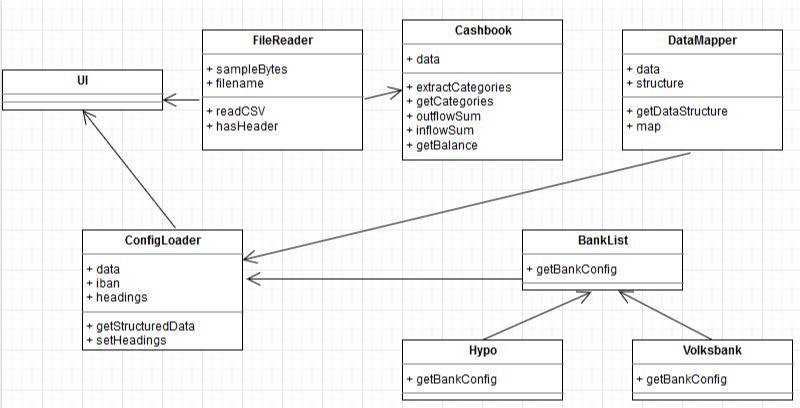 UI
FileReader
+ sampleBytes
+ filename
+ readCSV
+ hasHeader
Cashbook
+ data
+ extractCategories
+ getCategories
+ outflowSum
+ inflowSum
+ getBalance
DataMapper
+ data
+ structure
+ getDataStructure
+ map
ConfigLoader
+ data
+ iban
+ headings
+ getStructuredData
+ setHeadings
BankList
+ getBankConfig
Hypo
+ getBankConfig
Volksbank
+ getBankConfig